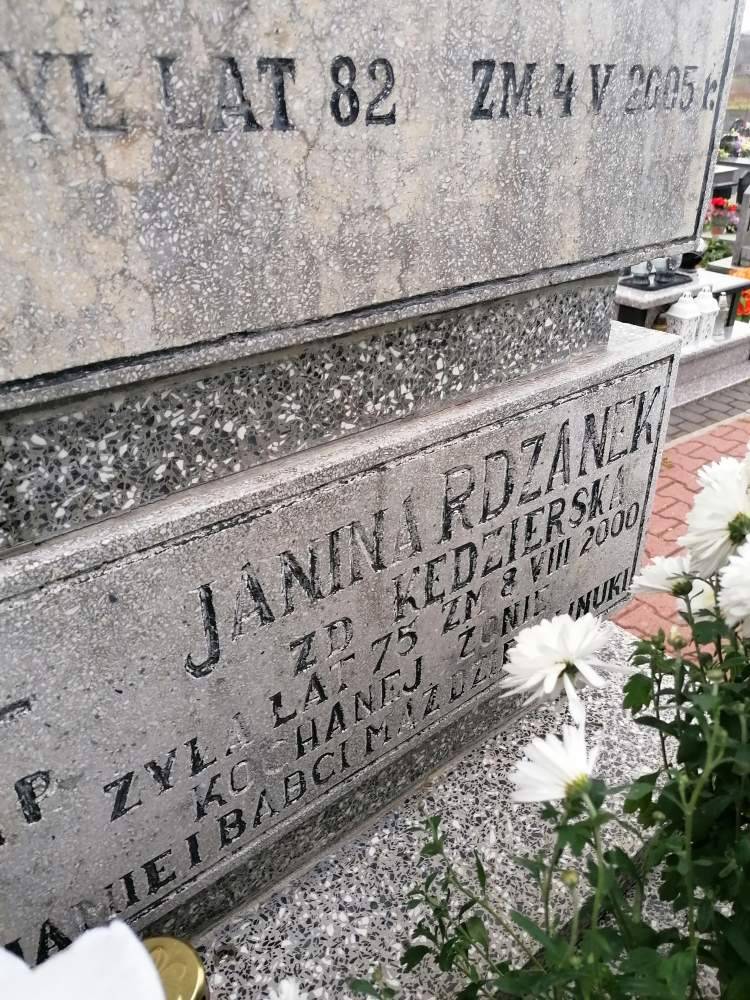 LAT 82 ZM. 4 V 2005 r.
JANINA RDZANEK
ZD KĘDZIERSKA
ŻYŁA LAT 75 ZM 8 VIII 2000
KOCHANEJ ŻONIE
MAMIE I BABCI MĄŻ DZIECI WNUKI